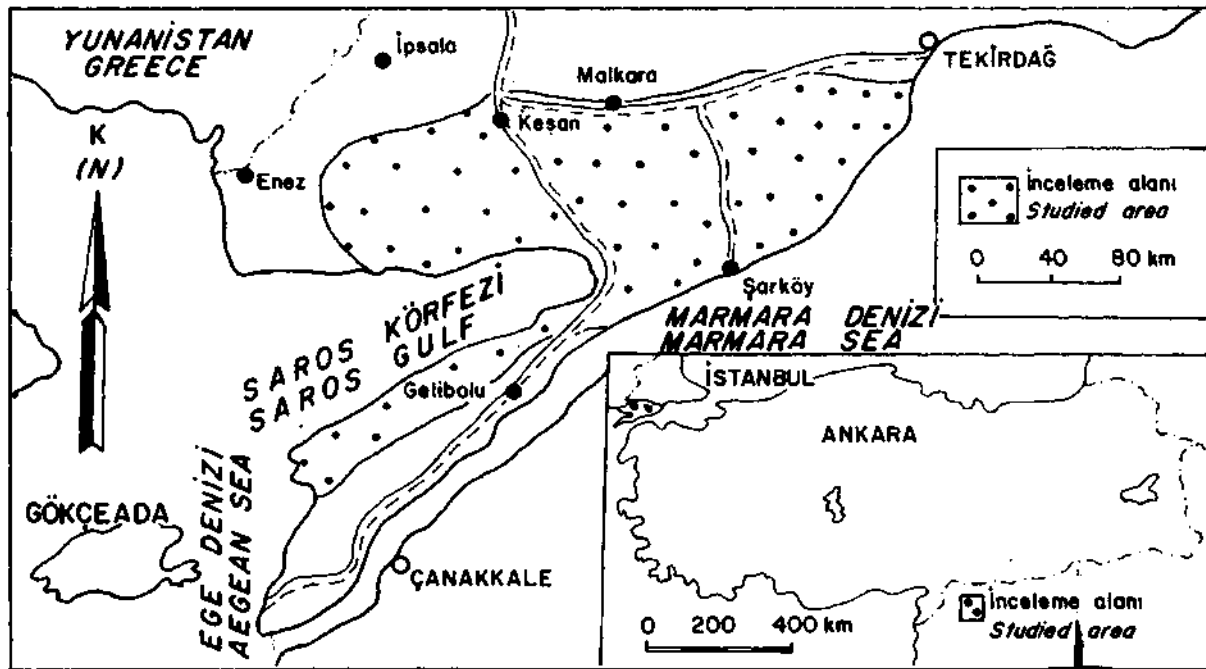 YUNANİSTAN
GREECE
İpsala
Malkara
TEKİRDAĞ
Keşan
K
(N)
Enez
İnceleme alanı
Studied area
0 40 80 km
Şarköy
SAROS KÖRFEZİ
SAROS GULF
MARMARA DENİZİ
MARMARA SEA
Gelibolu
İSTANBUL
ANKARA
EGE DENİZİ
AEGEAN SEA
GÖKÇEADA
ÇANAKKALE
0 200 400 km
İnceleme alanı
Studied area